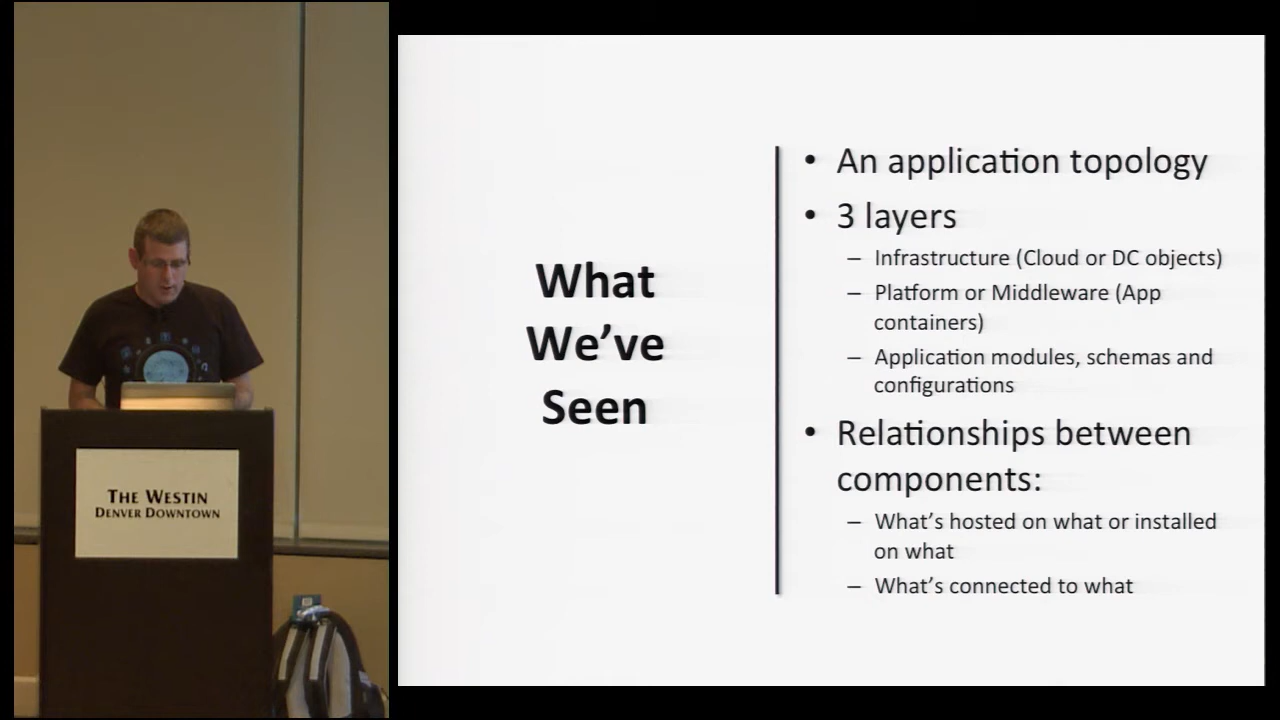 THE WESTIN
DENVER DOWNTOWN
What
We've
Seen
• An application topology
• 3 layers
– Infrastructure (Cloud or DC objects)
– Platform or Middleware (App
containers)
– Application modules, schemas and
configurations
• Relationships between
components:
– What's hosted on what or installed
on what
– What's connected to what